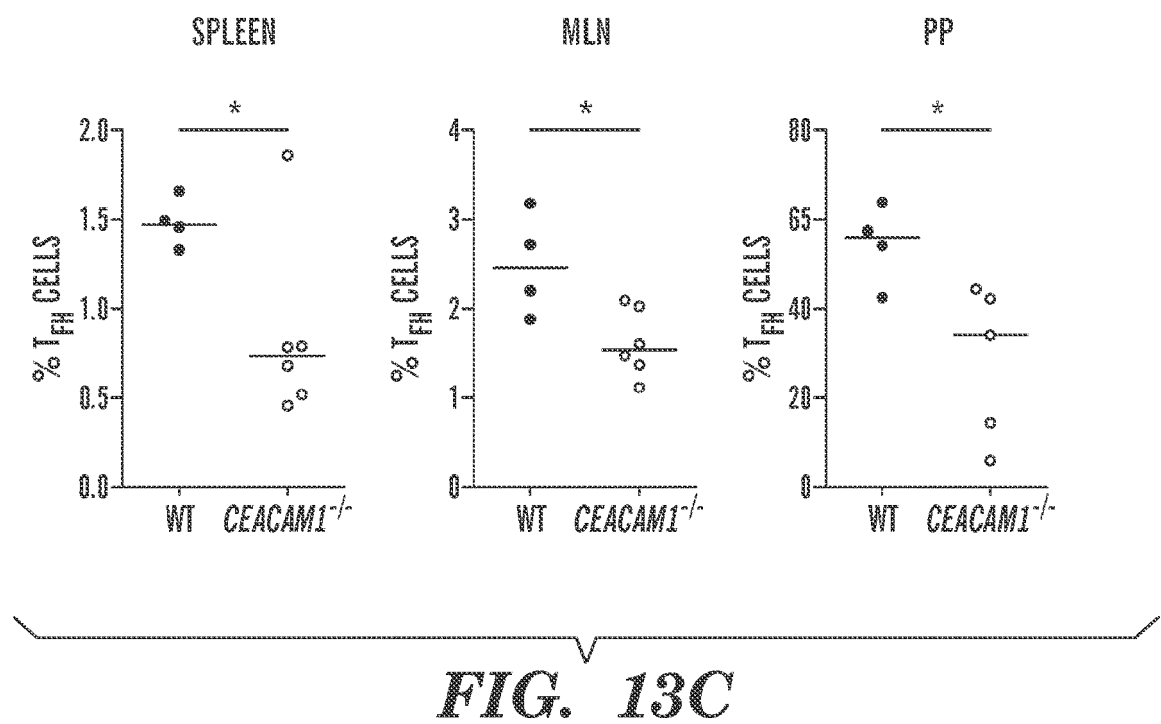 SPLEEN
*
2.0
1.5
1.0
0.5
0.0
% TFH CELLS
WT CEACAM1-/-
MLN
*
4
3
2
1
0
% TFH CELLS
WT CEACAM1-/-
PP
*
80
65
40
20
0
% TFH CELLS
WT CEACAM1-/-
FIG. 13C